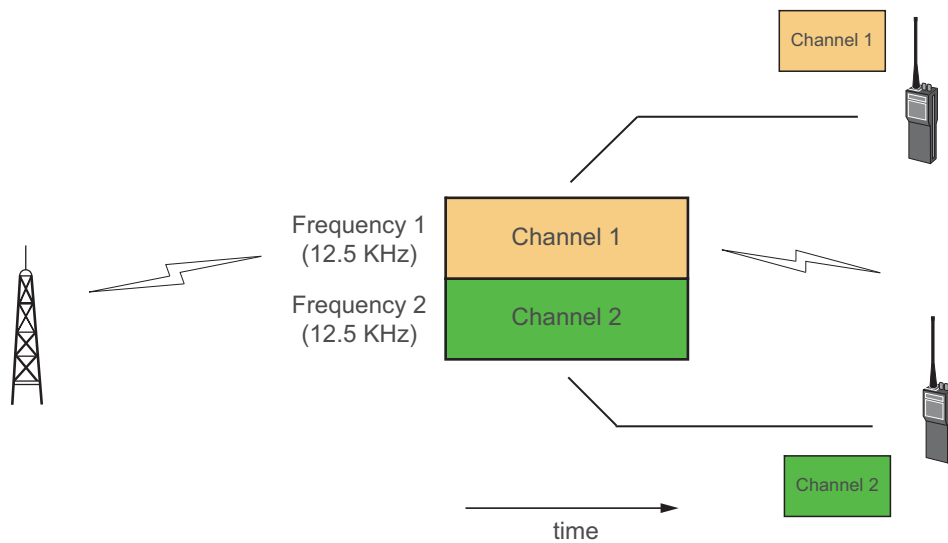 Channel 1
Frequency 1
(12.5 KHz)
Channel 1
Frequency 2
(12.5 KHz)
Channel 2
Channel 2
time